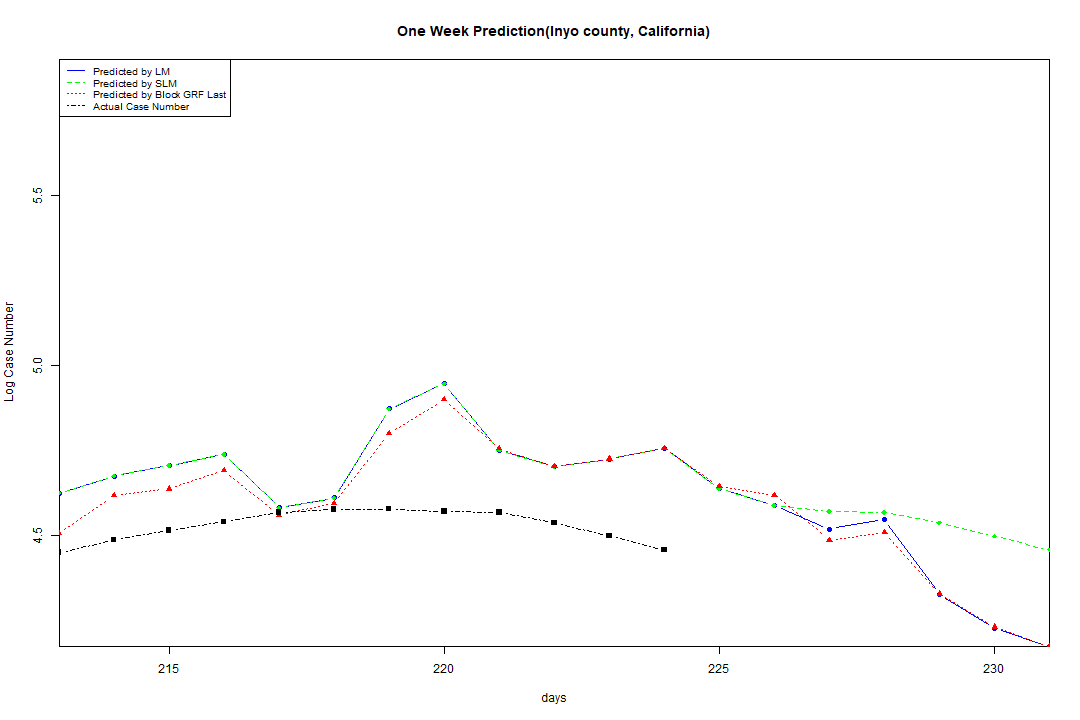 One Week Prediction(Inyo county, California)
Predicted by LM
Predicted by SLM
Predicted by Block GRF Last
Actual Case Number
5.5
5.0
4.5
Log Case Number
215 220 225 230
days